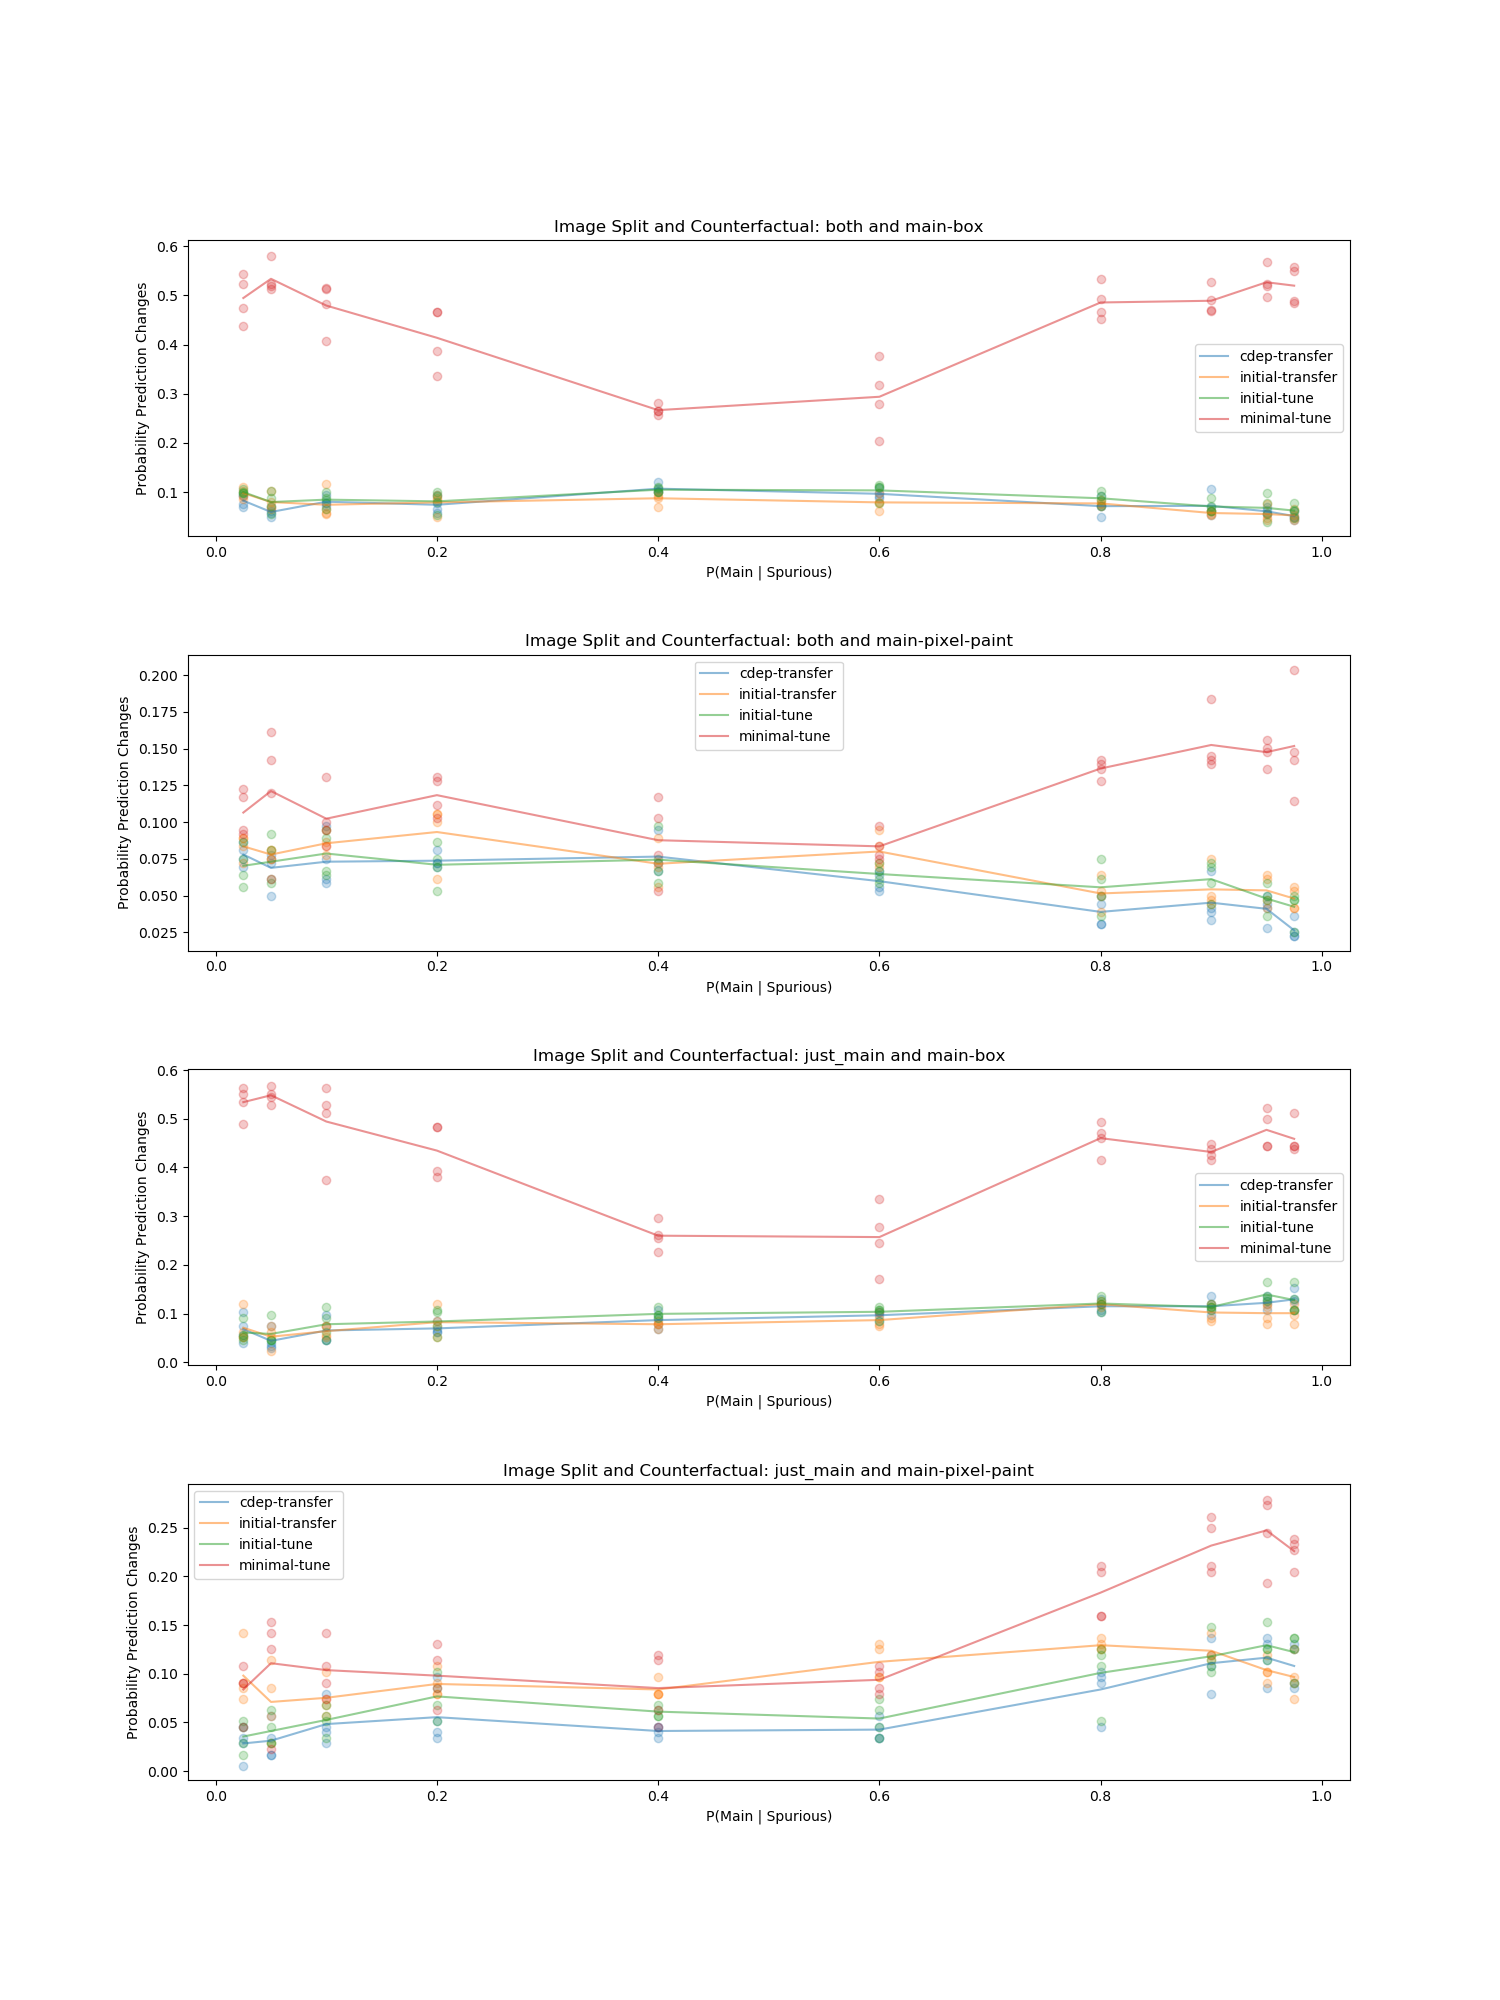 Image Split and Counterfactual: both and main-box
Probability Prediction Changes
0.6
0.5
0.4
0.3
0.2
0.1
cdep-transfer
initial-transfer
initial-tune
minimal-tune
0.0 0.2 0.4 0.6 0.8 1.0
P(Main | Spurious)
Image Split and Counterfactual: both and main-pixel-paint
Probability Prediction Changes
0.200
0.175
0.150
0.125
0.100
0.075
0.050
0.025
cdep-transfer
initial-transfer
initial-tune
minimal-tune
0.0 0.2 0.4 0.6 0.8 1.0
P(Main | Spurious)
Image Split and Counterfactual: just_main and main-box
Probability Prediction Changes
0.6
0.5
0.4
0.3
0.2
0.1
0.0
cdep-transfer
initial-transfer
initial-tune
minimal-tune
0.0 0.2 0.4 0.6 0.8 1.0
P(Main | Spurious)
Image Split and Counterfactual: just_main and main-pixel-paint
Probability Prediction Changes
cdep-transfer
initial-transfer
initial-tune
minimal-tune
0.25
0.20
0.15
0.10
0.05
0.00
0.0 0.2 0.4 0.6 0.8 1.0
P(Main | Spurious)